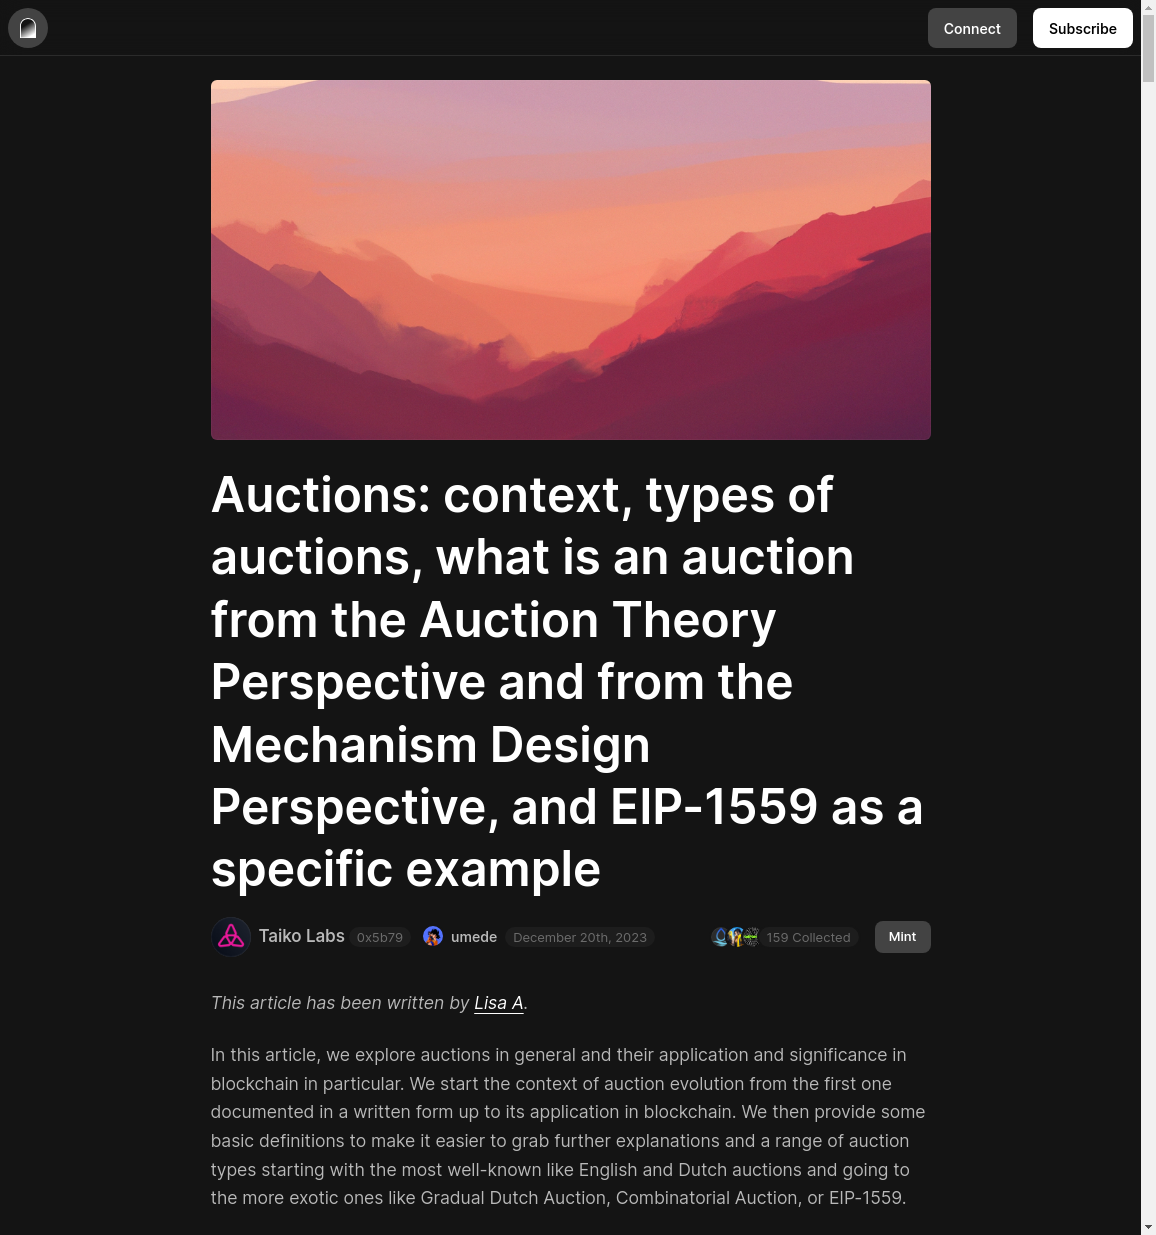 Connect
Subscribe
Auctions: context, types of
auctions, what is an auction
from the Auction Theory
Perspective and from the
Mechanism Design
Perspective, and EIP-1559 as a
specific example
Taiko Labs 0x5b79 umede December 20th, 2023 159 Collected Mint
This article has been written by Lisa A.
In this article, we explore auctions in general and their application and significance in
blockchain in particular. We start the context of auction evolution from the first one
documented in a written form up to its application in blockchain. We then provide some
basic definitions to make it easier to grab further explanations and a range of auction
types starting with the most well-known like English and Dutch auctions and going to
the more exotic ones like Gradual Dutch Auction, Combinatorial Auction, or EIP-1559.